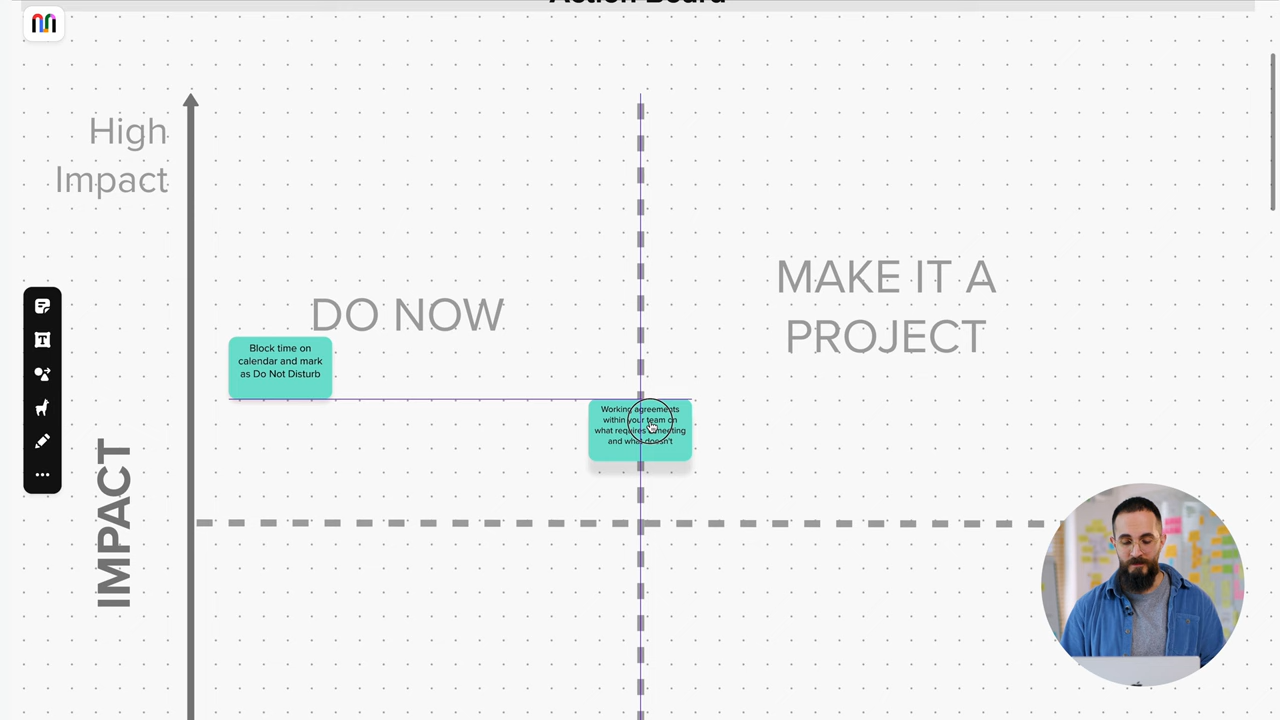 Action Board
High
Impact
DO NOW
MAKE IT A
PROJECT
Block time on
calendar and mark
as Do Not Disturb
Working agreements
within your team on
what requires a meeting
and what doesn't
IMPACT